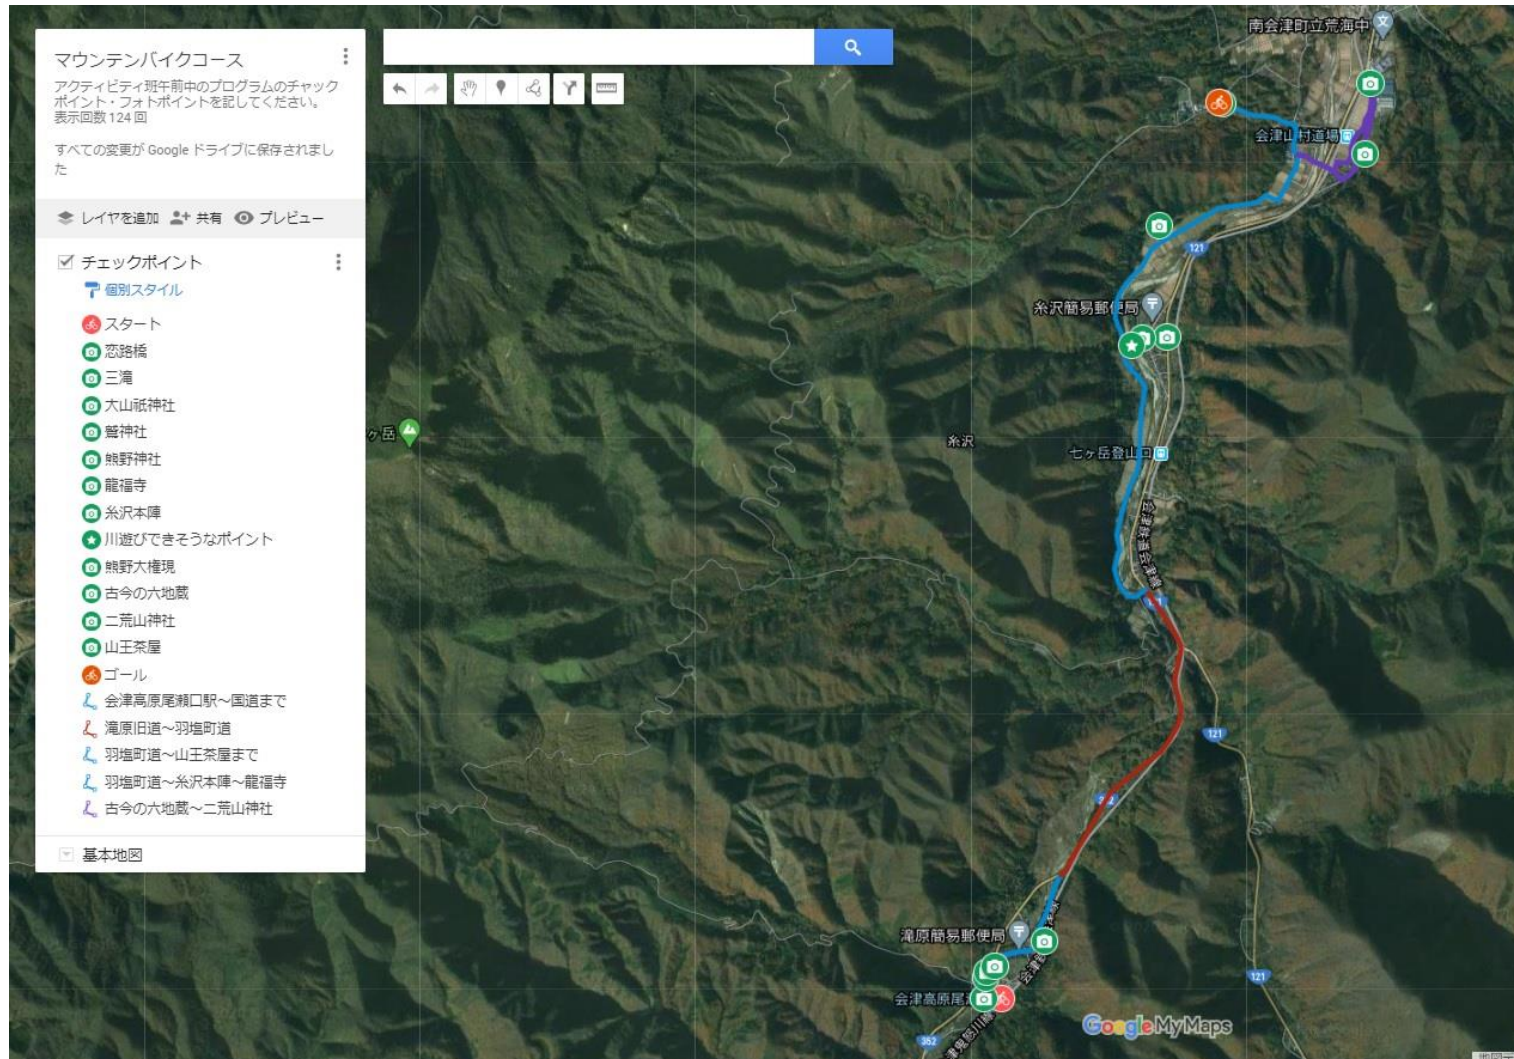 マウンテンバイクコース
アクティビティ班午前中のプログラムのチャック
ポイント・フォトポイントを記してください。
表示回数 124 回
すべての変更が Google ドライブに保存されまし
た
レイヤを追加 共有 プレビュー
チェックポイント
個別スタイル
スタート
恋路橋
三滝
大山祇神社
鷲神社
熊野神社
龍福寺
糸沢本陣
川遊びできそうなポイント
熊野大権現
古今の六地蔵
二荒山神社
山王茶屋
ゴール
会津高原尾瀬口駅～国道まで
滝原旧道～羽塩町道
羽塩町道～山王茶屋まで
羽塩町道～糸沢本陣～龍福寺
古今の六地蔵～二荒山神社
基本地図
南会津町立荒海中
会津山村道場
121
糸沢簡易郵便局
ヶ岳
糸沢
七ヶ岳登山口
会津鉄道会津線
121
滝原簡易郵便局
会津高原尾
121
352
Google My Maps